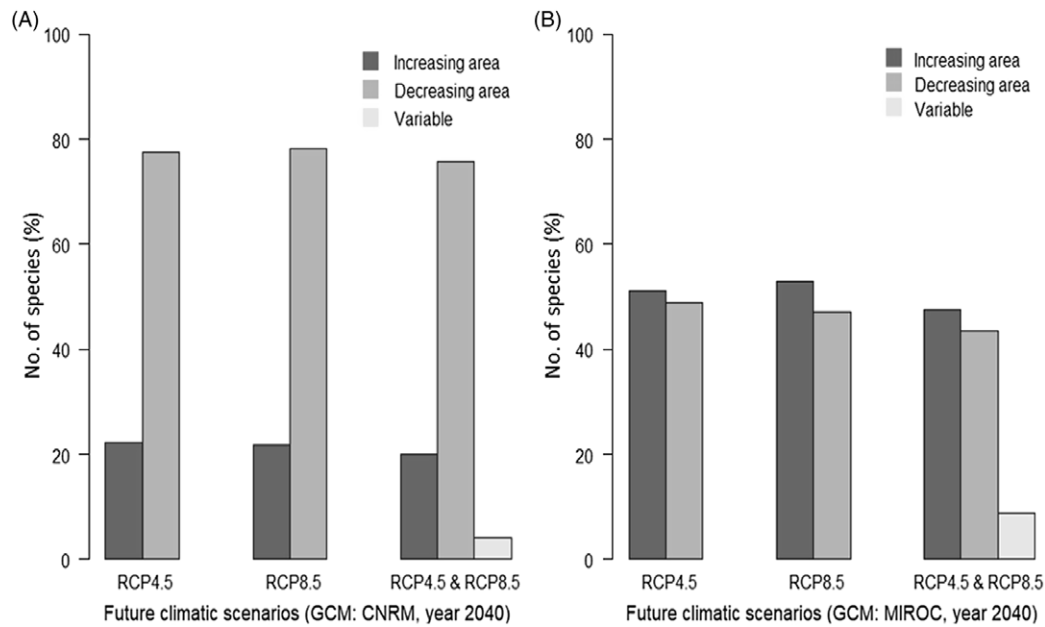 (A)
100
80
60
40
20
0
No. of species (%)
Increasing area
Decreasing area
Variable
RCP4.5
RCP8.5
RCP4.5 & RCP8.5
Future climatic scenarios (GCM: CNRM, year 2040)
(B)
100
80
60
40
20
0
No. of species (%)
Increasing area
Decreasing area
Variable
RCP4.5
RCP8.5
RCP4.5 & RCP8.5
Future climatic scenarios (GCM: MIROC, year 2040)